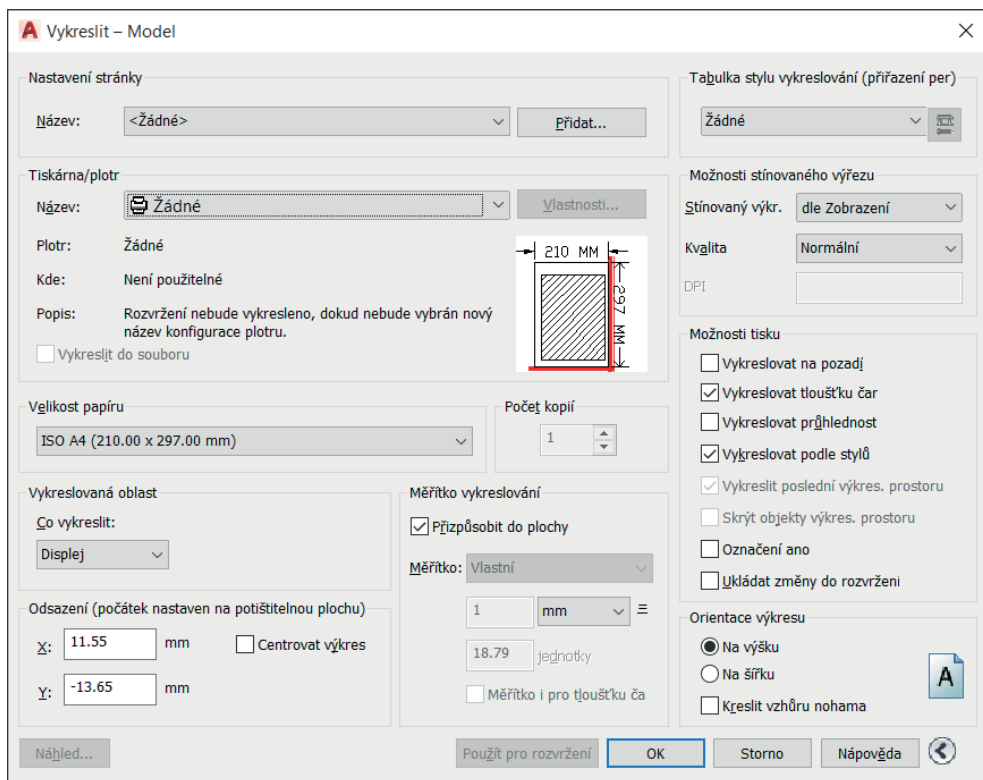 Vykreslit – Model
Nastavení stránky
Název: <Žádné> Přidat...
Tabulka stylu vykreslování (přiřazení per)
Žádné
Tiskárna/plotr
Název: Žádné Vlastnosti...
Plotr: Žádné
Kde: Není použitelné
Popis: Rozvržení nebude vykresleno, dokud nebude vybrán nový
název konfigurace plotru.
Vykreslit do souboru
210 MM
297 MM
Možnosti stínovaného výřezu
Stínovaný výkr. dle Zobrazení
Kvalita Normální
DPI
Velikost papíru
ISO A4 (210.00 x 297.00 mm)
Počet kopií
1
Možnosti tisku
Vykreslovat na pozadí
Vykreslovat tloušťku čar
Vykreslovat průhlednost
Vykreslovat podle stylů
Vykreslit poslední výkres. prostoru
Skrýt objekty výkres. prostoru
Označení ano
Ukládat změny do rozvržení
Vykreslovaná oblast
Co vykreslit:
Displej
Měřítko vykreslování
Přizpůsobit do plochy
Měřítko: Vlastní
1 mm =
18.79 jednotky
Měřítko i pro tloušťku ča
Odsazení (počátek nastaven na potištitelnou plochu)
X: 11.55 mm Centrovat výkres
Y: -13.65 mm
Orientace výkresu
Na výšku
Na šířku
Kreslit vzhůru nohama
A
Náhled... Použít pro rozvržení OK Storno Nápověda